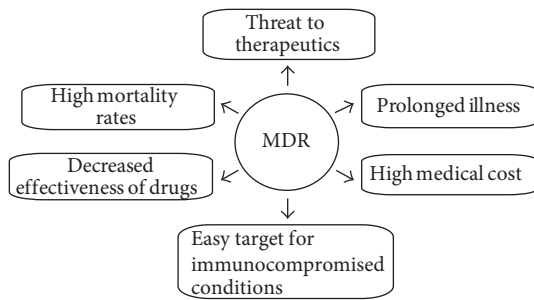 Threat to
therapeutics
High mortality
rates
Prolonged illness
MDR
Decreased
effectiveness of drugs
High medical cost
Easy target for
immunocompromised
conditions